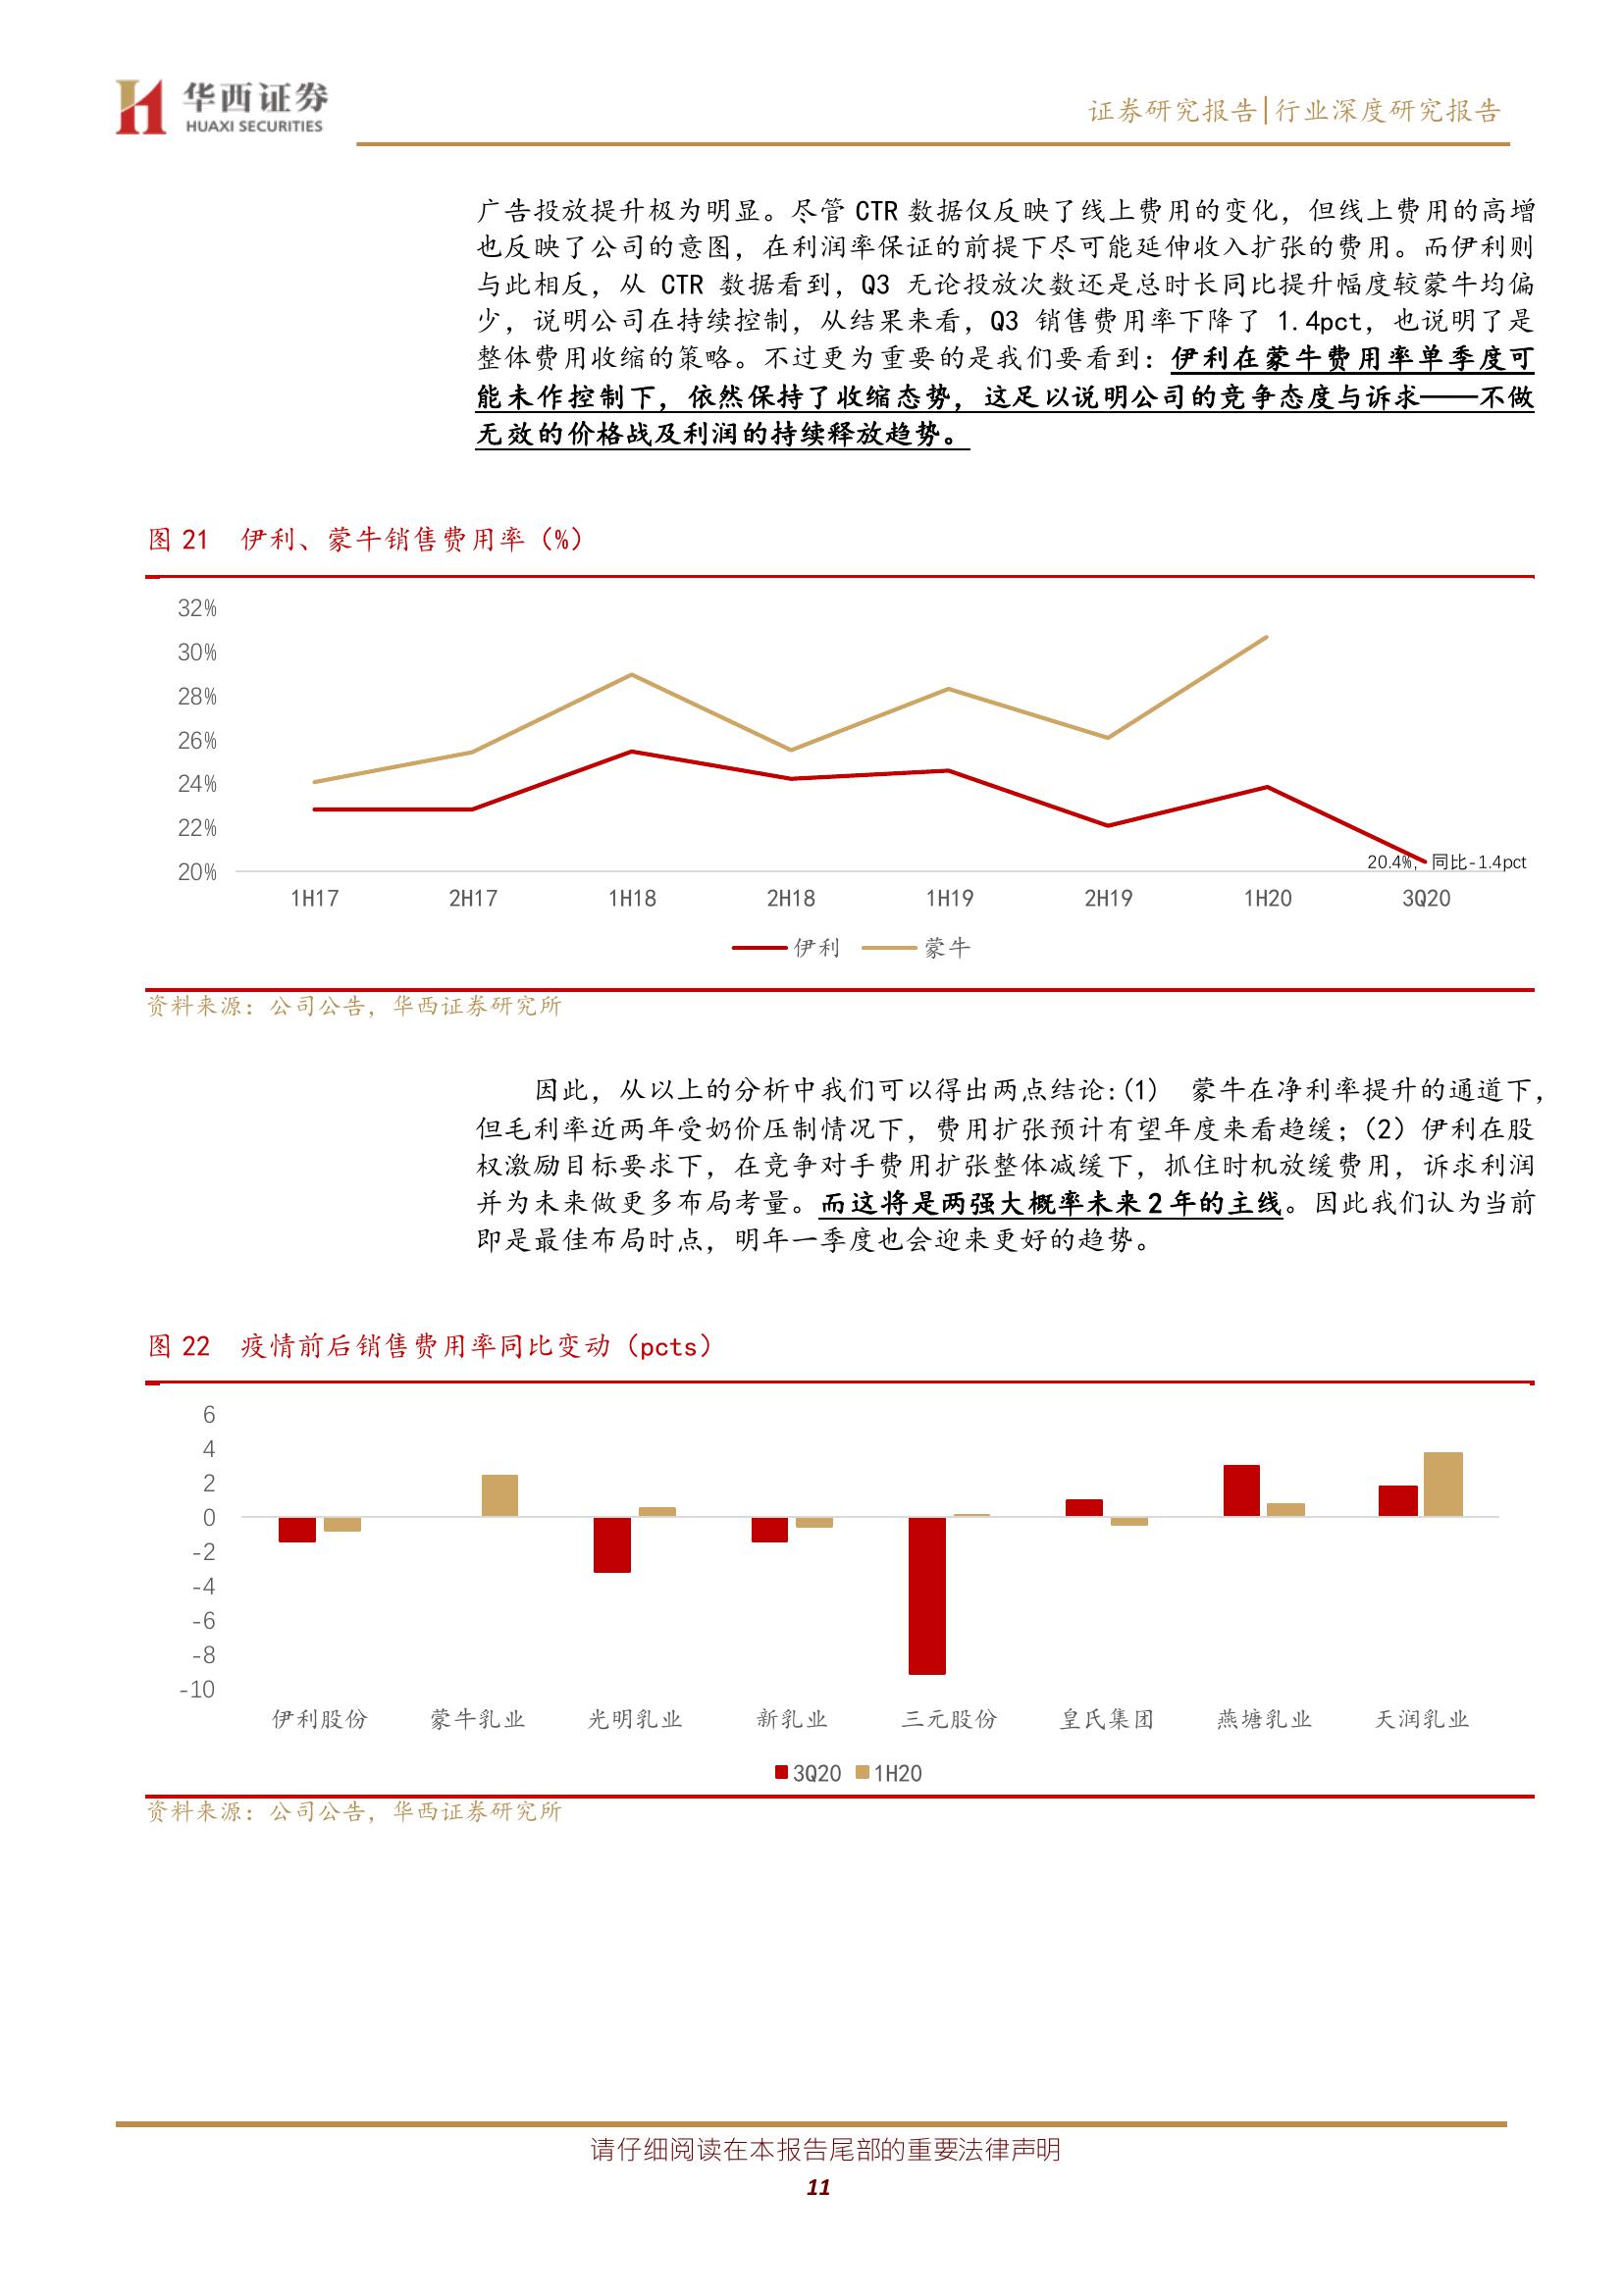 华西证券
HUAXI SECURITIES
证券研究报告|行业深度研究报告
广告投放提升极为明显。尽管 CTR 数据仅反映了线上费用的变化，但线上费用的高增
也反映了公司的意图，在利润率保证的前提下尽可能延伸收入扩张的费用。而伊利则
与此相反，从 CTR 数据看到，Q3 无论投放次数还是总时长同比提升幅度较蒙牛均偏
少，说明公司在持续控制，从结果来看，Q3 销售费用率下降了 1.4pct，也说明了是
整体费用收缩的策略。不过更为重要的是我们要看到：伊利在蒙牛费用率单季度可
能未作控制下，依然保持了收缩态势，这足以说明公司的竞争态度与诉求——不做
无效的价格战及利润的持续释放趋势。
图 21 伊利、蒙牛销售费用率（%）
32%
30%
28%
26%
24%
22%
20%
20.4%，同比-1.4pct
1H17 2H17 1H18 2H18 1H19 2H19 1H20 3Q20
伊利 蒙牛
资料来源：公司公告，华西证券研究所
因此，从以上的分析中我们可以得出两点结论:(1) 蒙牛在净利率提升的通道下，
但毛利率近两年受奶价压制情况下，费用扩张预计有望年度来看趋缓；（2）伊利在股
权激励目标要求下，在竞争对手费用扩张整体减缓下，抓住时机放缓费用，诉求利润
并为未来做更多布局考量。而这将是两强大概率未来 2 年的主线。因此我们认为当前
即是最佳布局时点，明年一季度也会迎来更好的趋势。
图 22 疫情前后销售费用率同比变动（pcts）
6
4
2
0
-2
-4
-6
-8
-10
伊利股份 蒙牛乳业 光明乳业 新乳业 三元股份 皇氏集团 燕塘乳业 天润乳业
3Q20 1H20
资料来源：公司公告，华西证券研究所
请仔细阅读在本报告尾部的重要法律声明
11